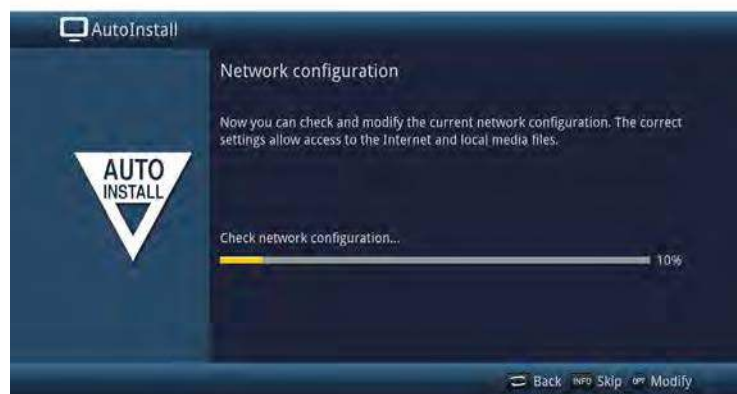 AutoInstall
Network configuration
Now you can check and modify the current network configuration. The correct
settings allow access to the Internet and local media files.
AUTO
INSTALL
Check network configuration...
10%
Back INFO Skip OPT Modify